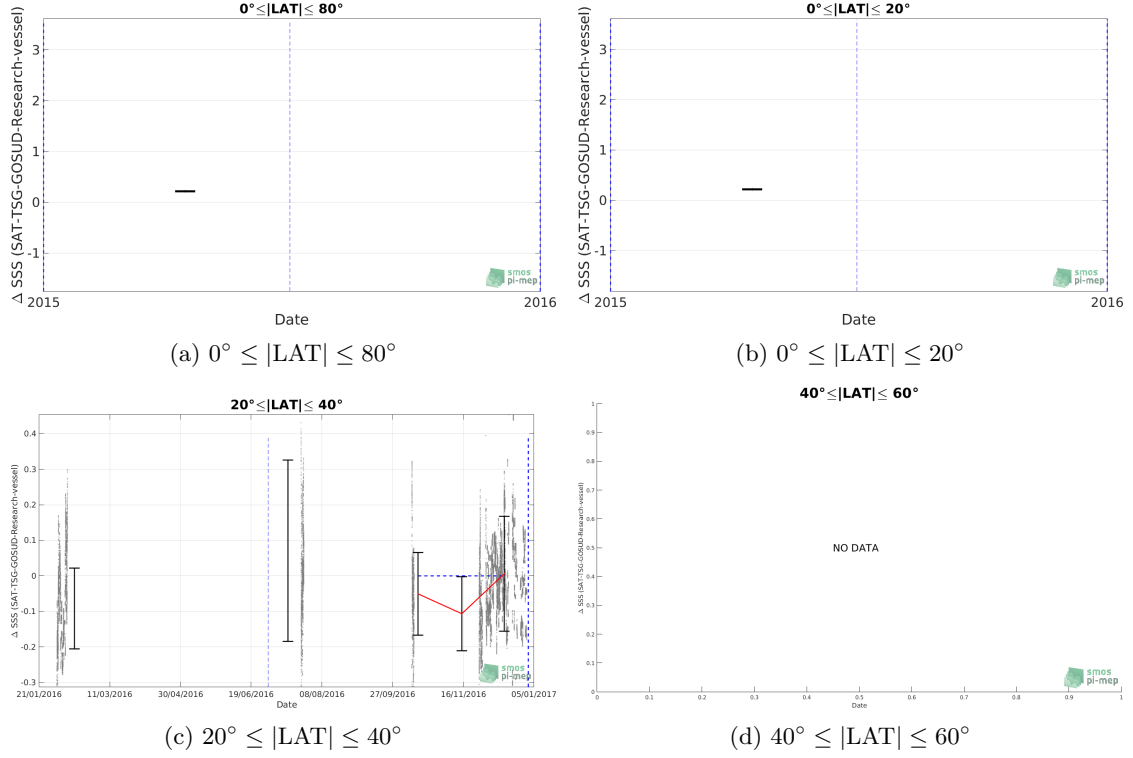 0°≤|LAT|≤ 80°
Δ SSS (SAT-TSG-GOSUD-Research-vessel)
3
2
1
0
-1
2015
2016
Date
smos
pi-mep
(a) 0° ≤ |LAT| ≤ 80°
0°≤|LAT|≤ 20°
Δ SSS (SAT-TSG-GOSUD-Research-vessel)
3
2
1
0
-1
2015
2016
Date
smos
pi-mep
(b) 0° ≤ |LAT| ≤ 20°
20°≤|LAT|≤ 40°
Δ SSS (SAT-TSG-GOSUD-Research-vessel)
0.4
0.3
0.2
0.1
0
-0.1
-0.2
-0.3
21/01/2016 11/03/2016 30/04/2016 19/06/2016 08/08/2016 27/09/2016 16/11/2016 05/01/2017
Date
smos
pi-mep
(c) 20° ≤ |LAT| ≤ 40°
40°≤|LAT|≤ 60°
Δ SSS (SAT-TSG-GOSUD-Research-vessel)
1
0.9
0.8
0.7
0.6
0.5
0.4
0.3
0.2
0.1
0
NO DATA
0 0.1 0.2 0.3 0.4 0.5 0.6 0.7 0.8 0.9 1
Date
smos
pi-mep
(d) 40° ≤ |LAT| ≤ 60°